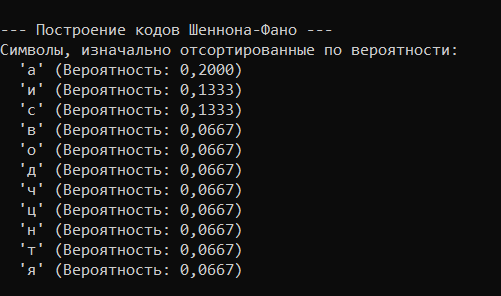 --- Построение кодов Шеннона-Фано ---
Символы, изначально отсортированные по вероятности:
'а' (Вероятность: 0,2000)
'и' (Вероятность: 0,1333)
'с' (Вероятность: 0,1333)
'в' (Вероятность: 0,0667)
'о' (Вероятность: 0,0667)
'д' (Вероятность: 0,0667)
'ч' (Вероятность: 0,0667)
'ц' (Вероятность: 0,0667)
'н' (Вероятность: 0,0667)
'т' (Вероятность: 0,0667)
'я' (Вероятность: 0,0667)